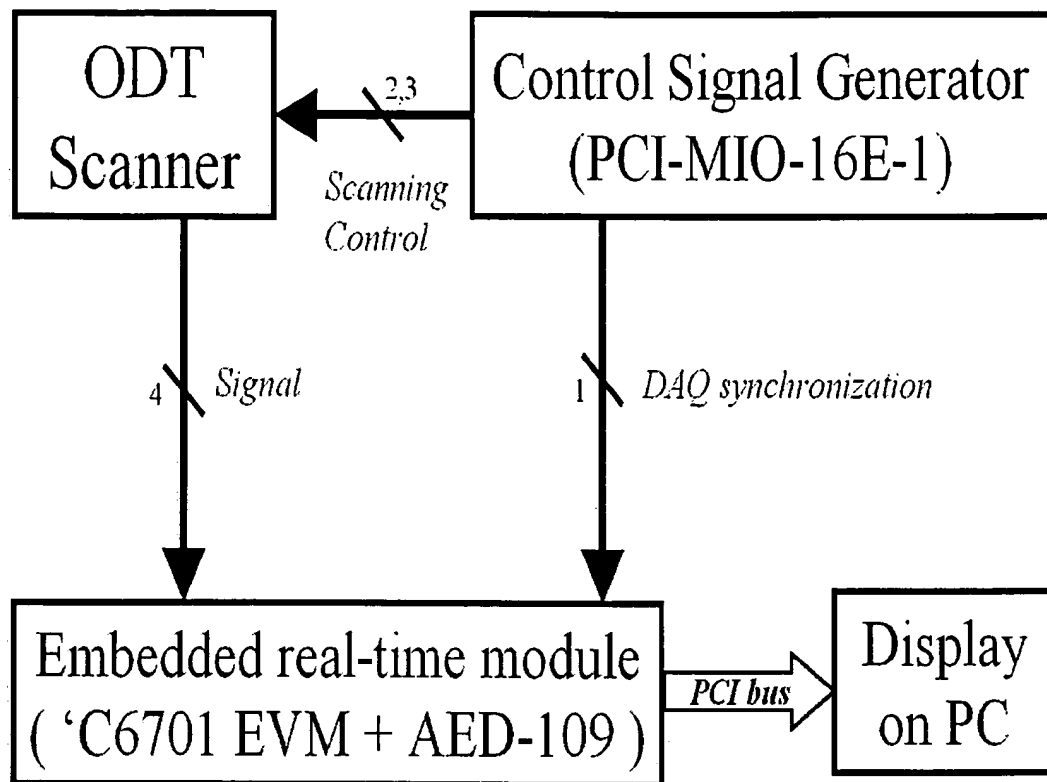 ODT
Scanner
2,3
Scanning
Control
Control Signal Generator
(PCI-MIO-16E-1)
4
Signal
1
DAQ synchronization
Embedded real-time module
( ‘C6701 EVM + AED-109 )
PCI bus
Display
on PC